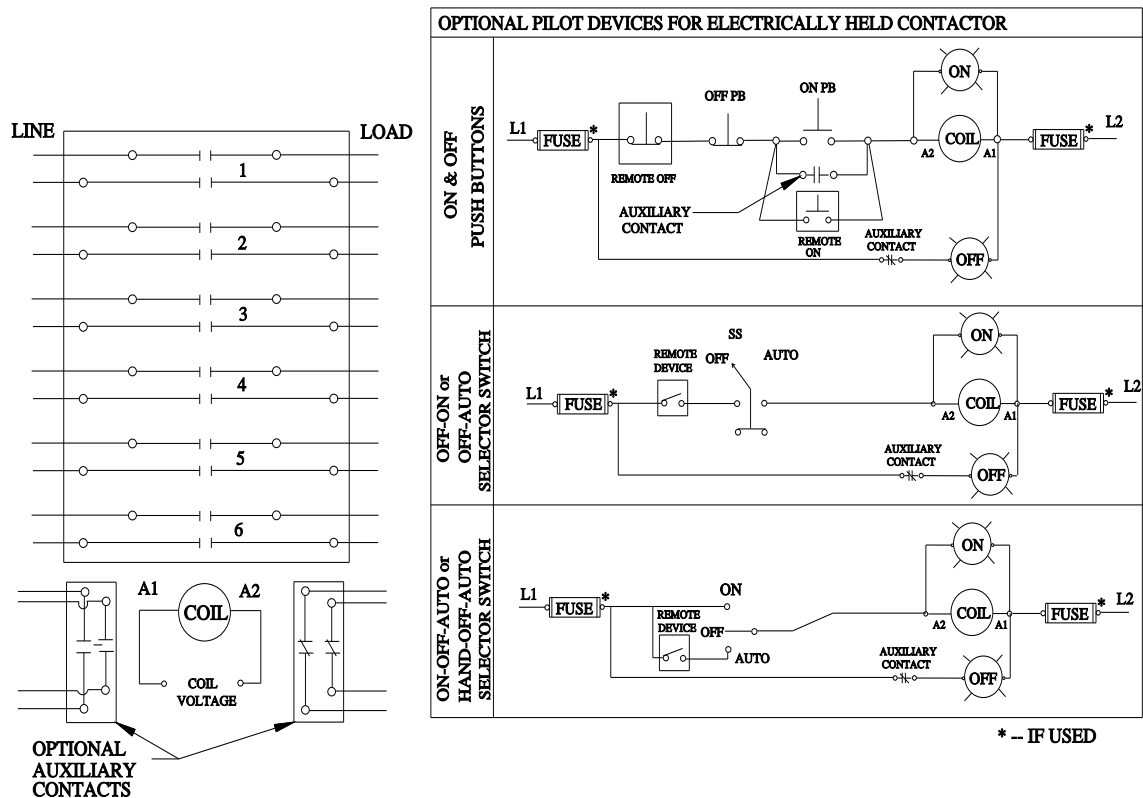 LINE
LOAD
1
2
3
4
5
6
A1
A2
COIL
COIL
VOLTAGE
OPTIONAL
AUXILIARY
CONTACTS
OPTIONAL PILOT DEVICES FOR ELECTRICALLY HELD CONTACTOR
ON & OFF
PUSH BUTTONS
L1
FUSE
*
REMOTE OFF
OFF PB
ON PB
AUXILIARY
CONTACT
REMOTE
ON
AUXILIARY
CONTACT
ON
COIL
A2
A1
OFF
FUSE
*
L2
OFF-ON or
OFF-AUTO
SELECTOR SWITCH
L1
FUSE
*
REMOTE
DEVICE
SS
OFF
AUTO
AUXILIARY
CONTACT
ON
COIL
A2
A1
OFF
FUSE
*
L2
ON-OFF-AUTO or
HAND-OFF-AUTO
SELECTOR SWITCH
L1
FUSE
*
REMOTE
DEVICE
ON
OFF
AUTO
AUXILIARY
CONTACT
ON
COIL
A2
A1
OFF
FUSE
*
L2
* -- IF USED